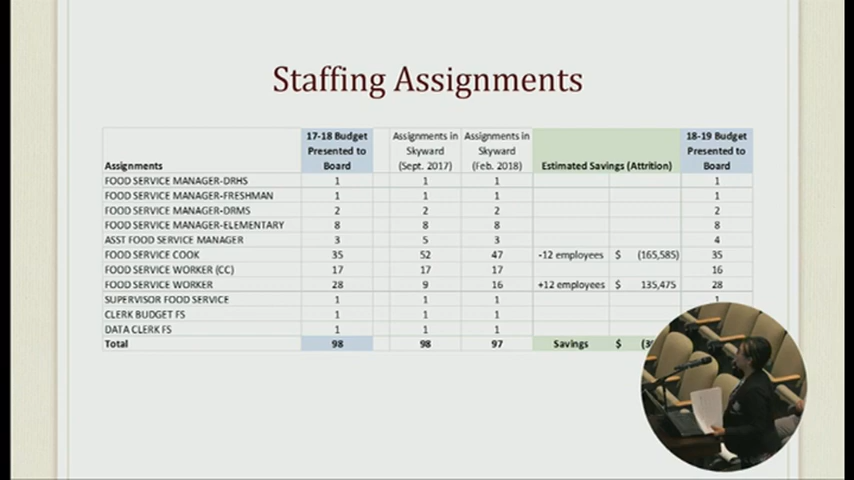 Staffing Assignments
Assignments 17-18 Budget Presented to Board Assignments in Skyward (Sept. 2017) Assignments in Skyward (Feb. 2018) Estimated Savings (Attrition) 18-19 Budget Presented to Board
FOOD SERVICE MANAGER-DRHS 1 1 1 1
FOOD SERVICE MANAGER-FRESHMAN 1 1 1 1
FOOD SERVICE MANAGER-DRMS 2 2 2 2
FOOD SERVICE MANAGER-ELEMENTARY 8 8 8 8
ASST FOOD SERVICE MANAGER 3 5 3 4
FOOD SERVICE COOK 35 52 47 -12 employees $ (165,585) 35
FOOD SERVICE WORKER (CC) 17 17 17 16
FOOD SERVICE WORKER 28 9 16 +12 employees $ 135,475 28
SUPERVISOR FOOD SERVICE 1 1 1 1
CLERK BUDGET FS 1 1 1
DATA CLERK FS 1 1 1
Total 98 98 97 Savings $